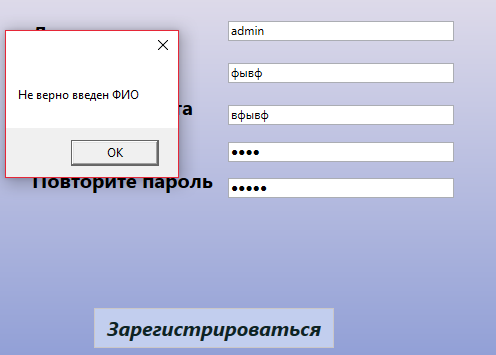 admin
Не верно введен ФИО
фывф
вфывф
OK
••••
Повторите пароль
•••••
Зарегистрироваться